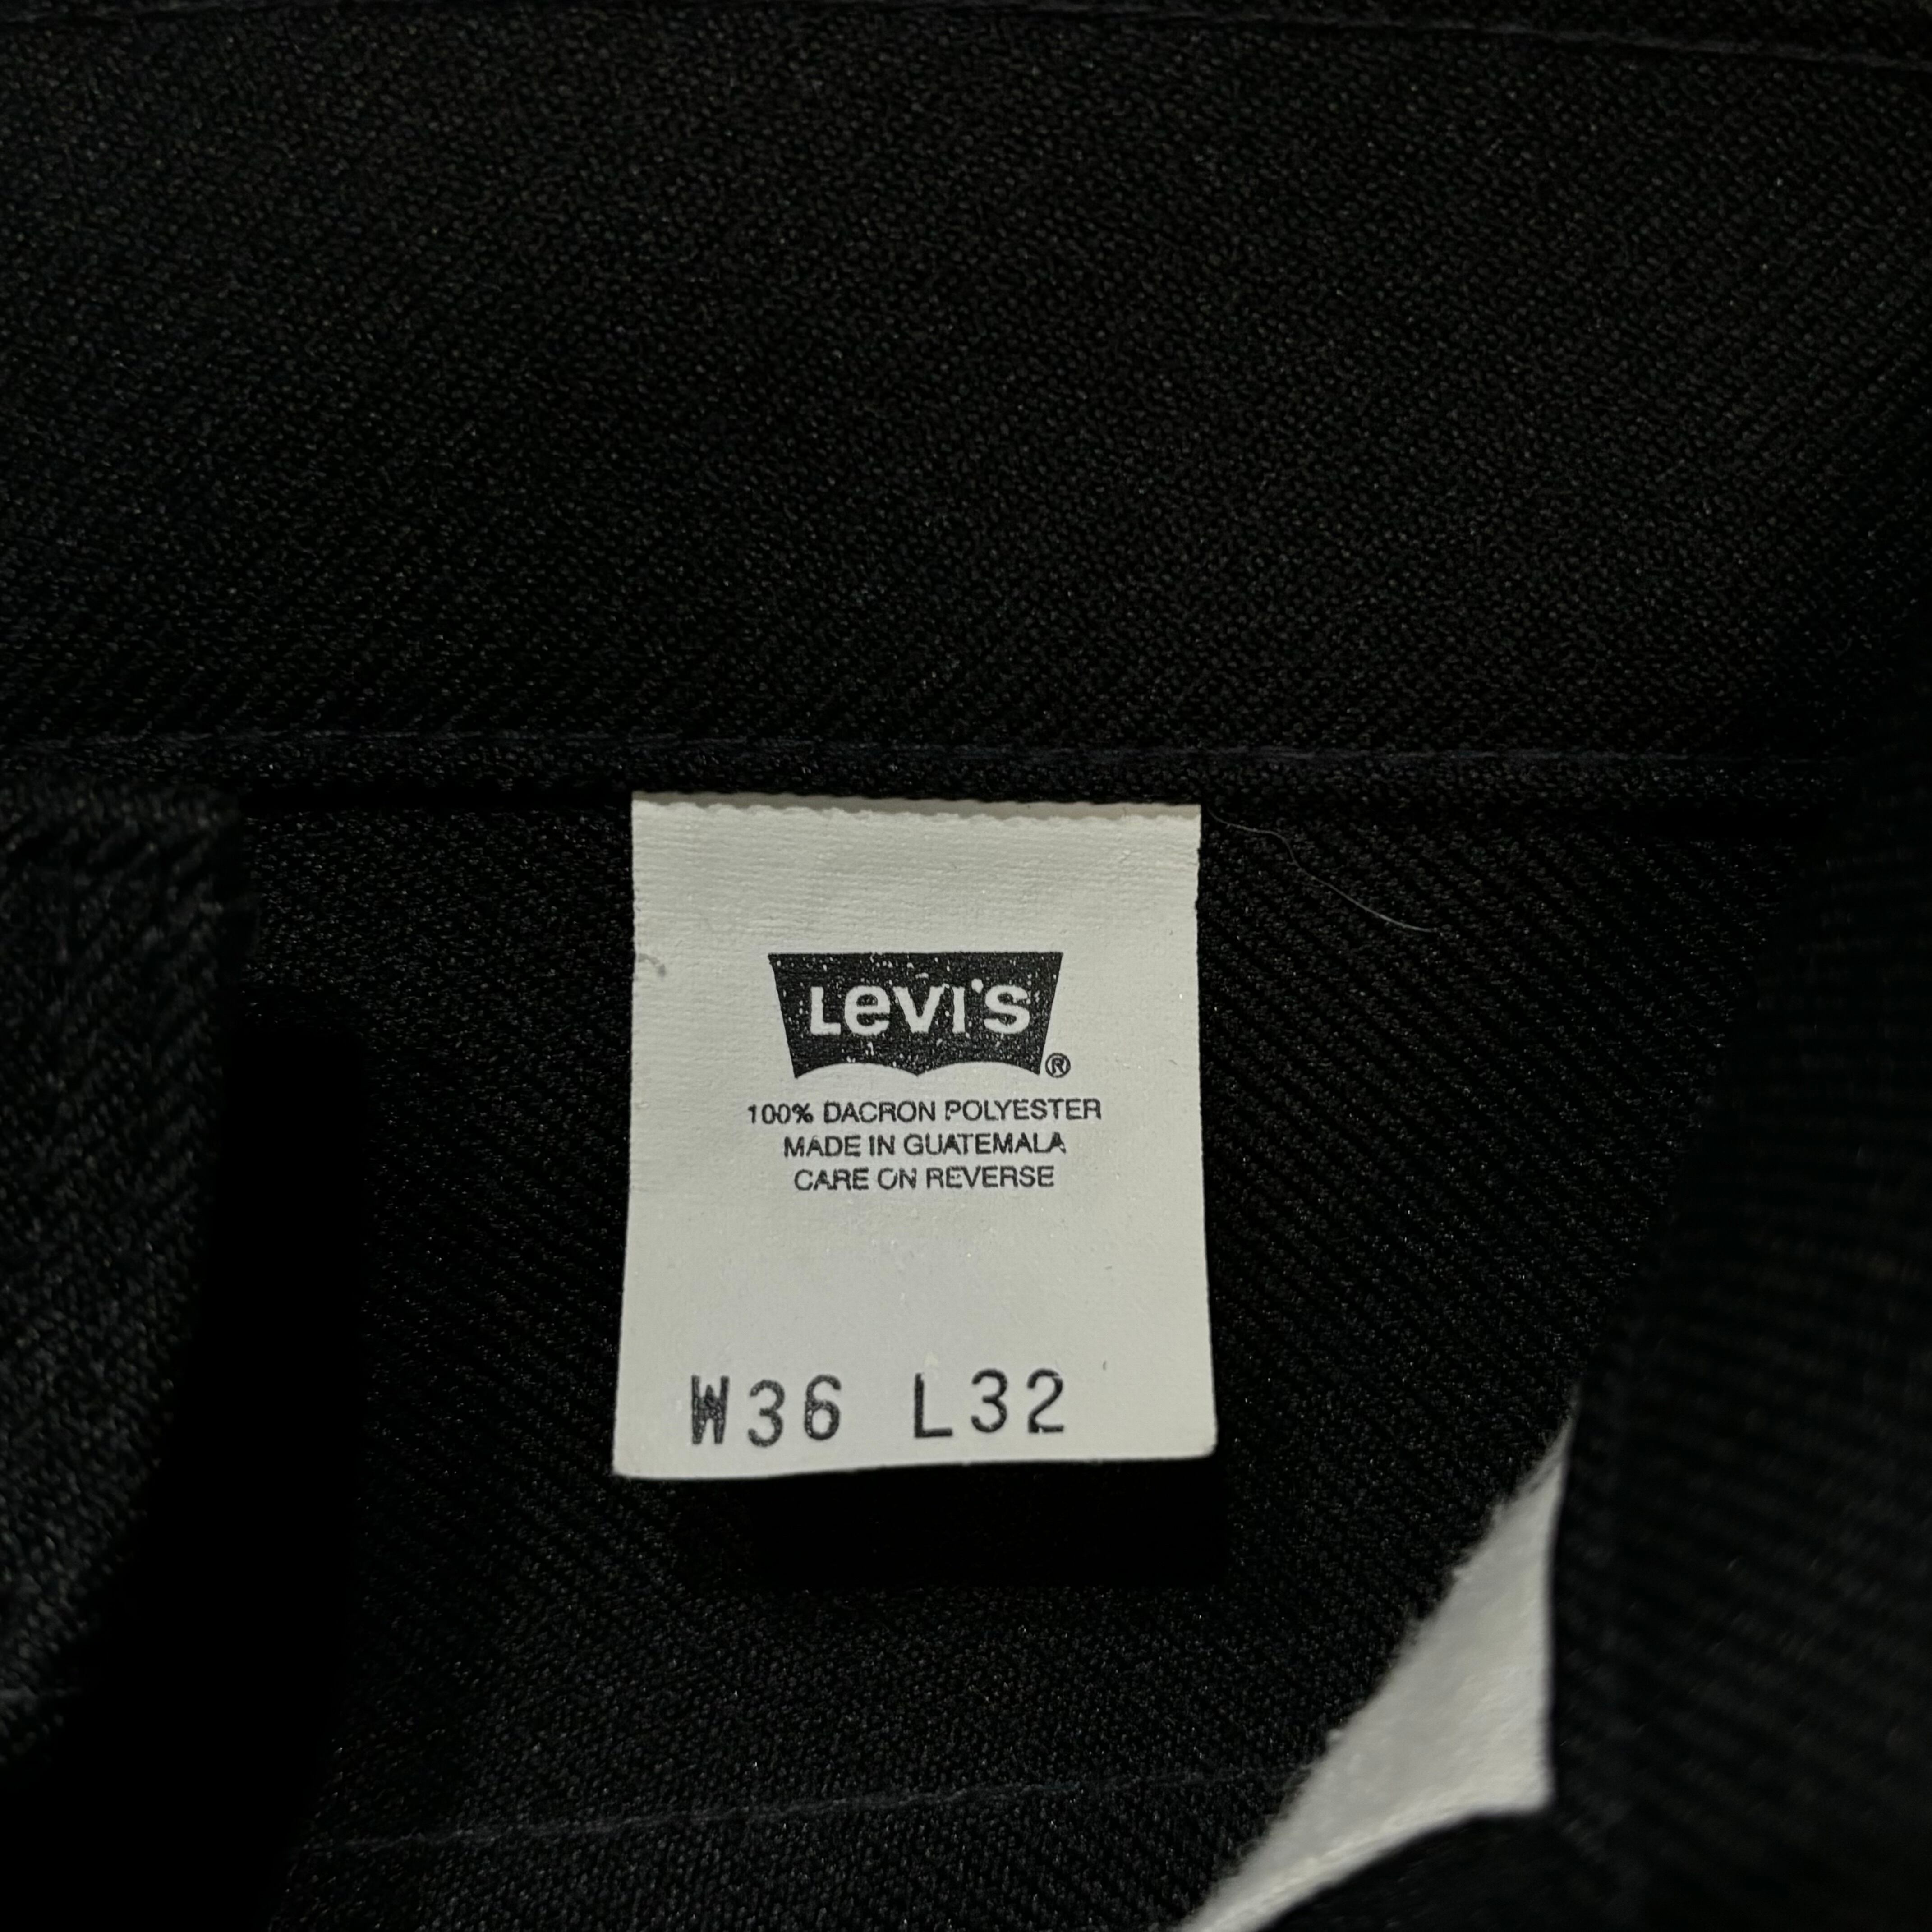 Levi's®
100% DACRON POLYESTER
MADE IN GUATEMALA
CARE ON REVERSE
W36 L32